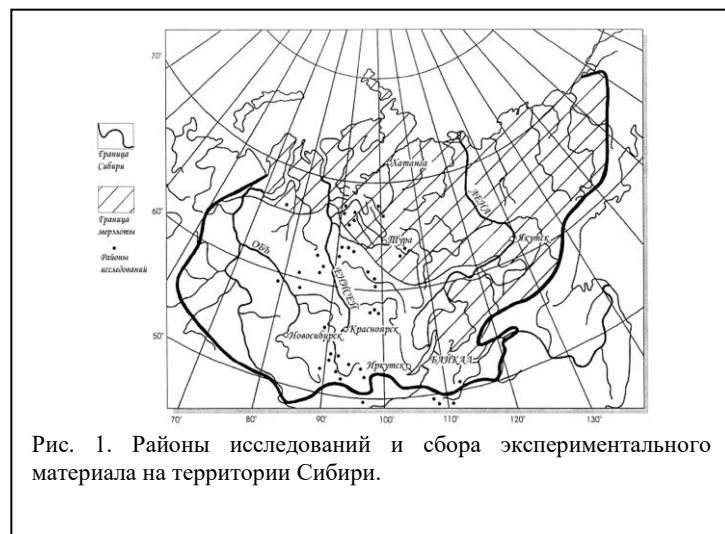 70°
60°
50°
Граница
Сибири
Граница
мерзлоты
Районы
исследований
Хатанга
ЛЕНА
Тура
Якутск
ОБЬ
ЕНИСЕЙ
Новосибирск
Красноярск
Иркутск
БАЙКАЛ
70°
80°
90°
100°
110°
120°
130°
Рис. 1. Районы исследований и сбора экспериментального
материала на территории Сибири.